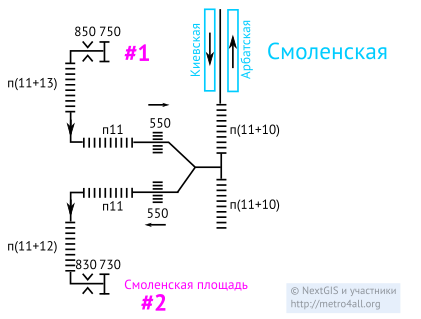 850 750
#1
Киевская
Арбатская
Смоленская
п(11+13)
550
п11
п(11+10)
п11
550
п(11+10)
п(11+12)
830 730
Смоленская площадь
#2
© NextGIS и участники
http://metro4all.org